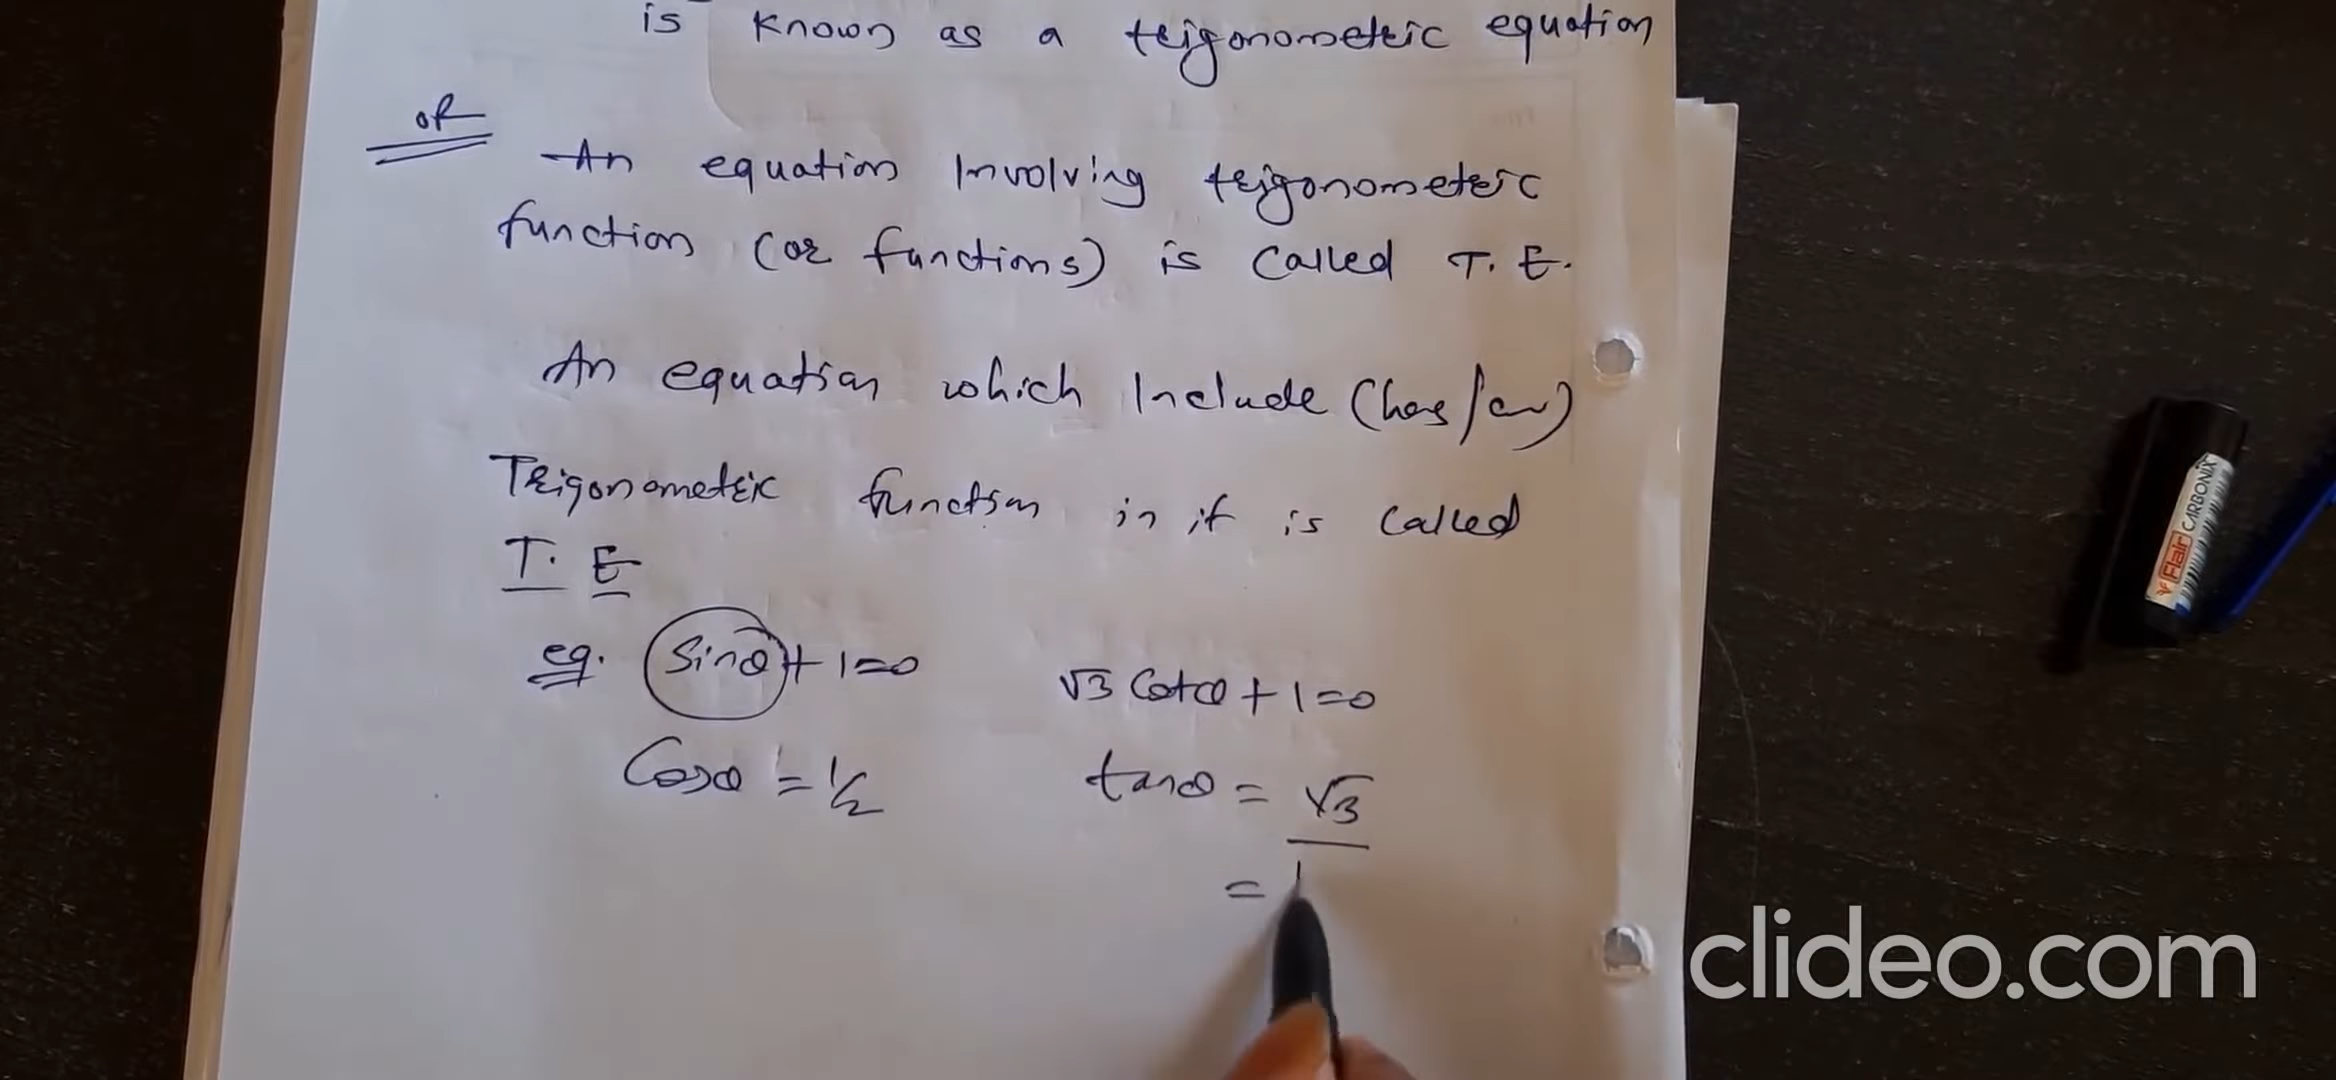 is known as a trigonometric equation
OR
An equation Involving trigonometric
function (or functions) is called T. E.
An equation which Include (has /
Trigonometric function in it is called
T. E
eg. Sinθ + 1 = 0
√3 Cotθ + 1 = 0
Cosθ = 1/2
tanθ = √3
=
Flair CARBONIX
clideo.com